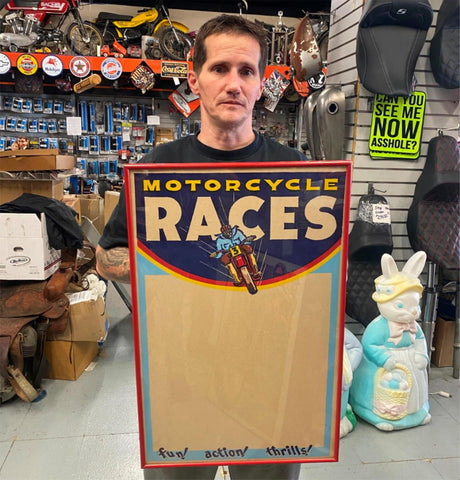 CAN YOU
SEE ME
NOW
ASSHOLE?
MOTORCYCLE
RACES
fun! action! thrills!